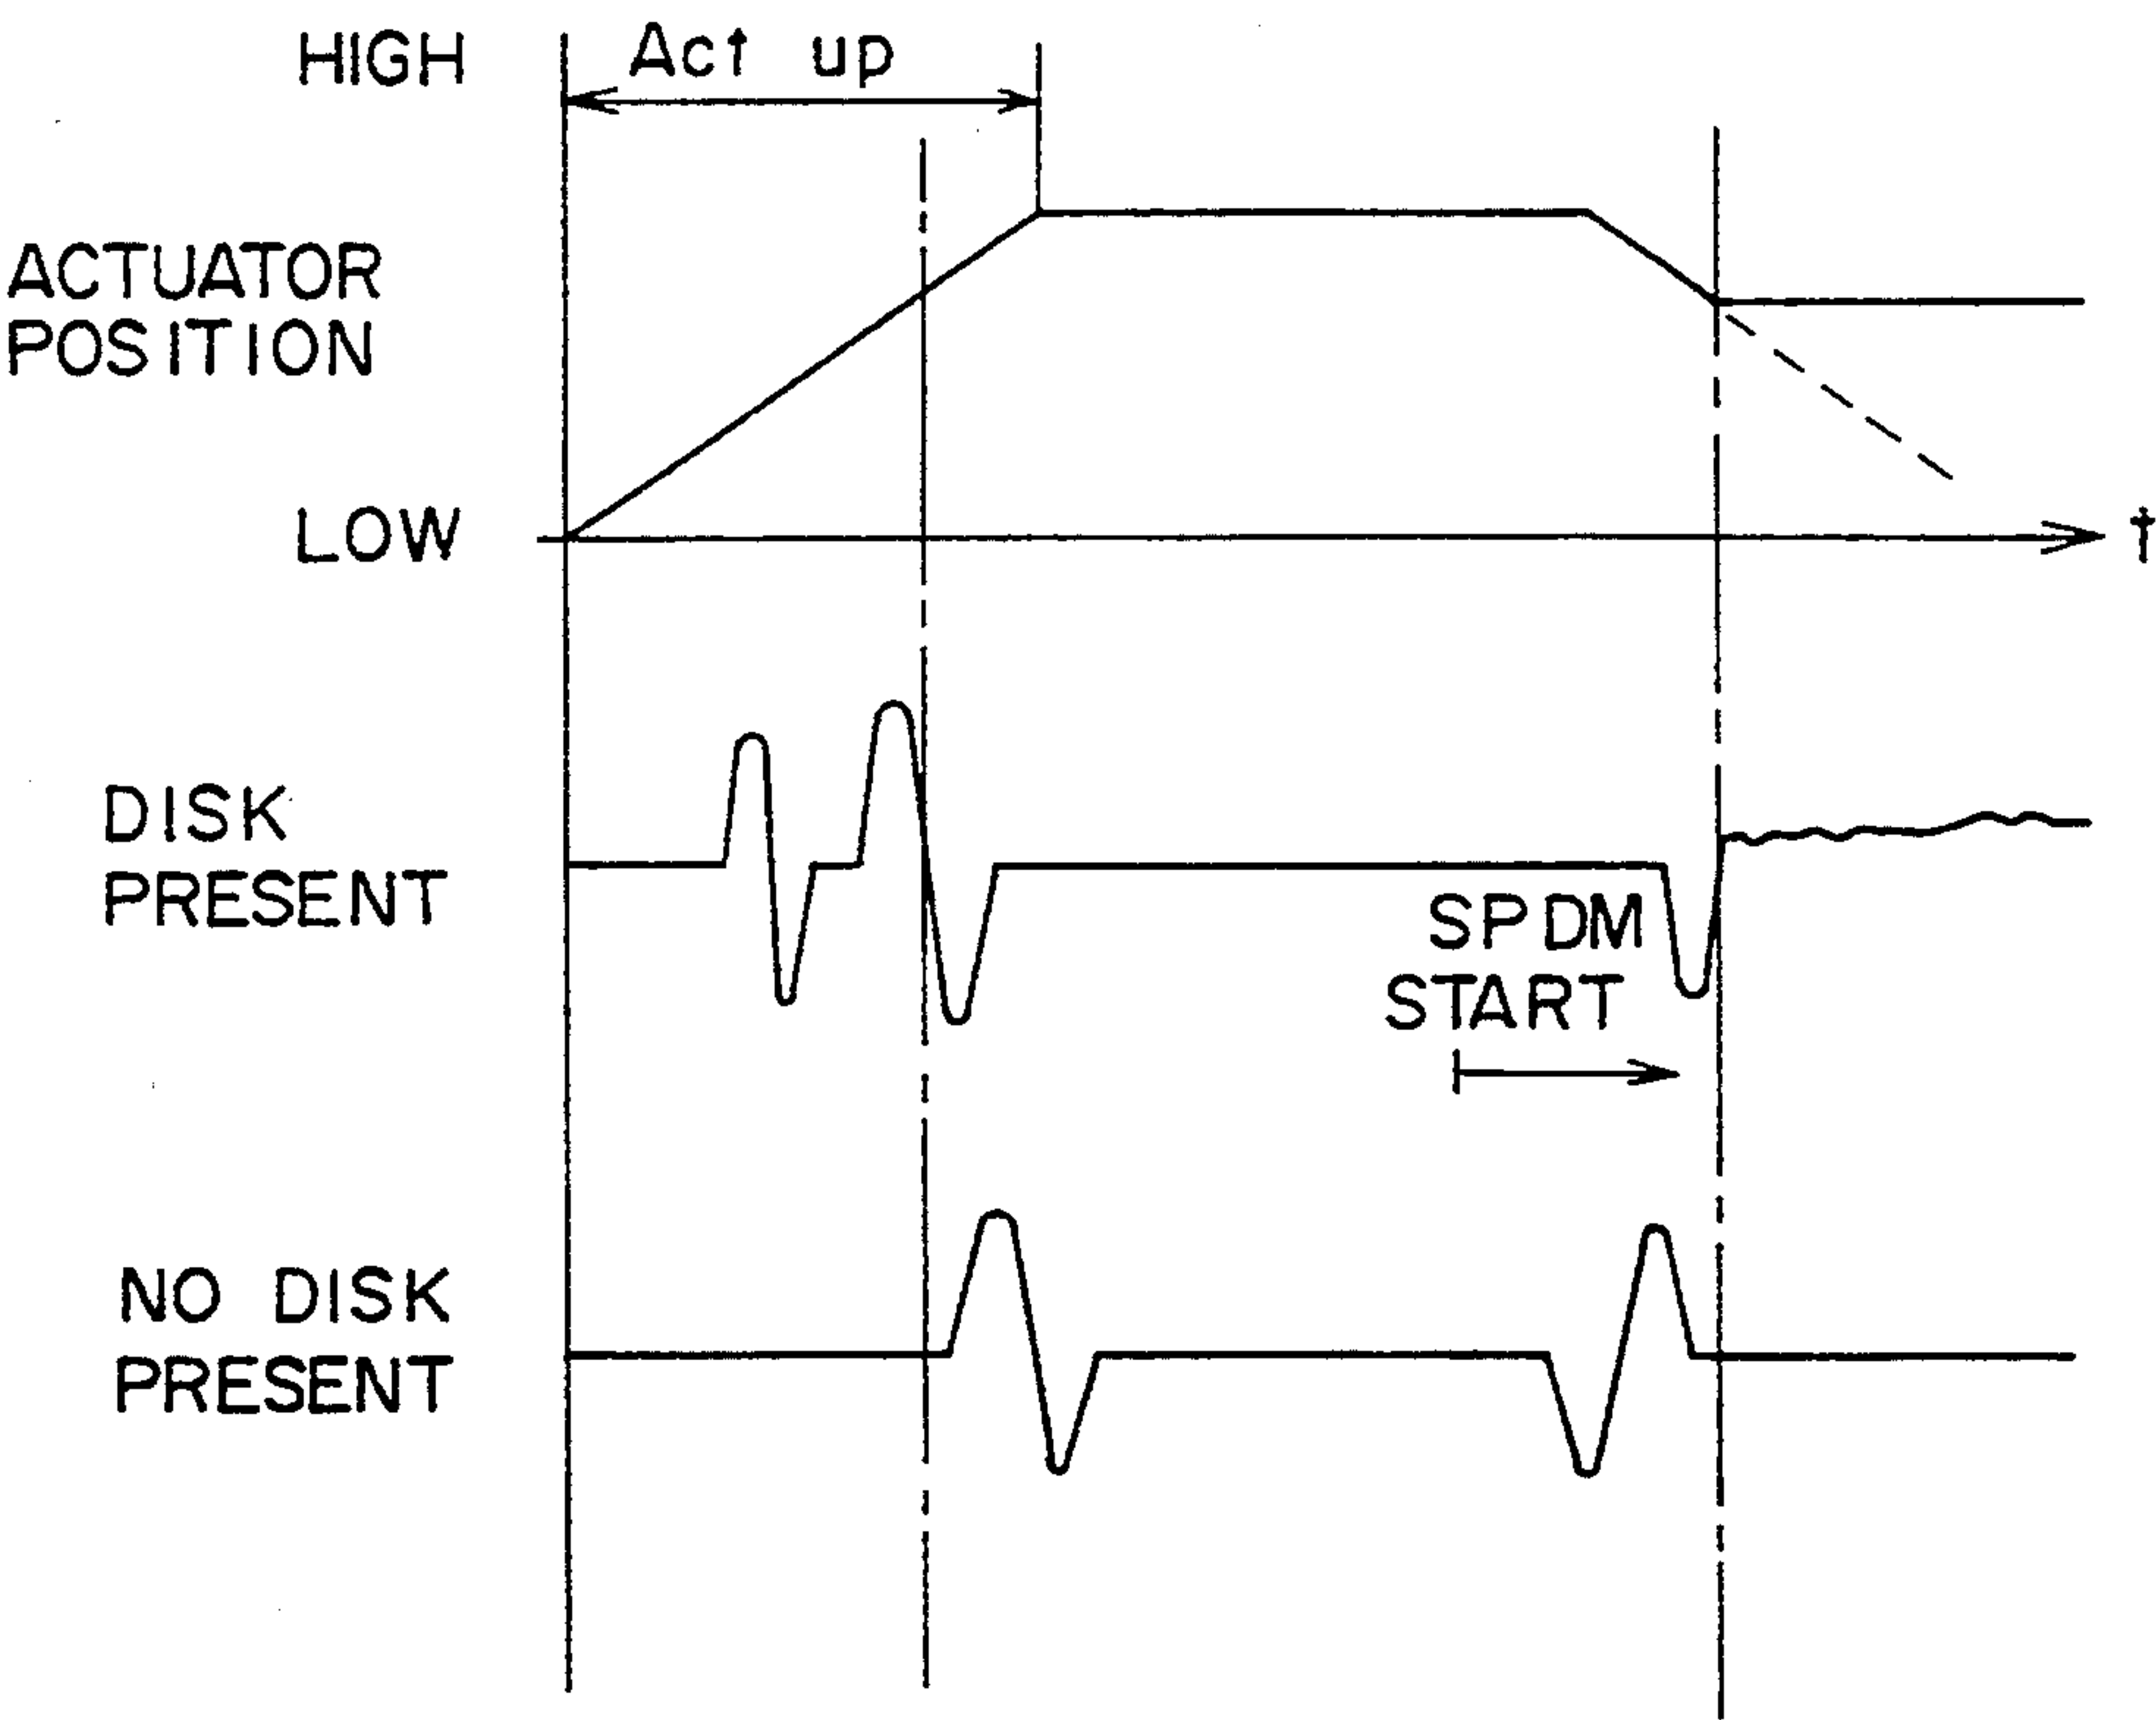 HIGH
Act up
ACTUATOR
POSITION
LOW
t
DISK
PRESENT
SPDM
START
NO DISK
PRESENT